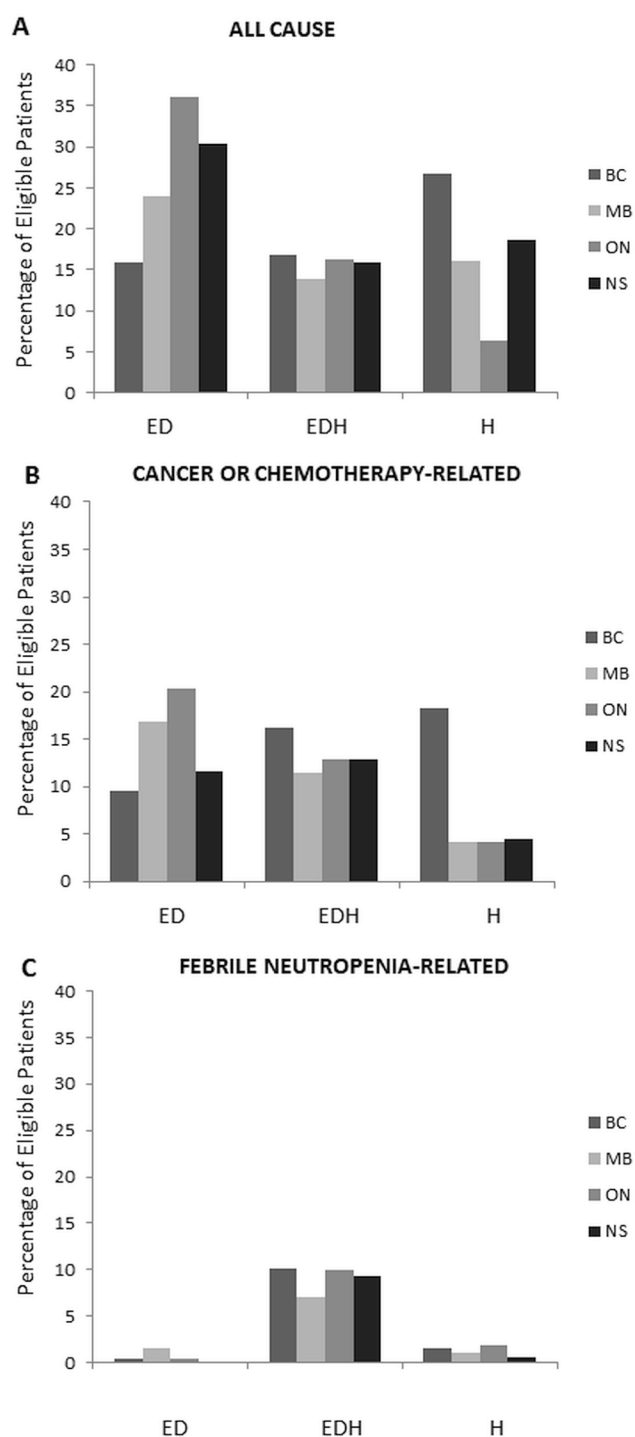 A
ALL CAUSE
Percentage of Eligible Patients
40
35
30
25
20
15
10
5
0
ED EDH H
BC
MB
ON
NS
B
CANCER OR CHEMOTHERAPY-RELATED
Percentage of Eligible Patients
40
35
30
25
20
15
10
5
0
ED EDH H
BC
MB
ON
NS
C
FEBRILE NEUTROPENIA-RELATED
Percentage of Eligible Patients
40
35
30
25
20
15
10
5
0
ED EDH H
BC
MB
ON
NS